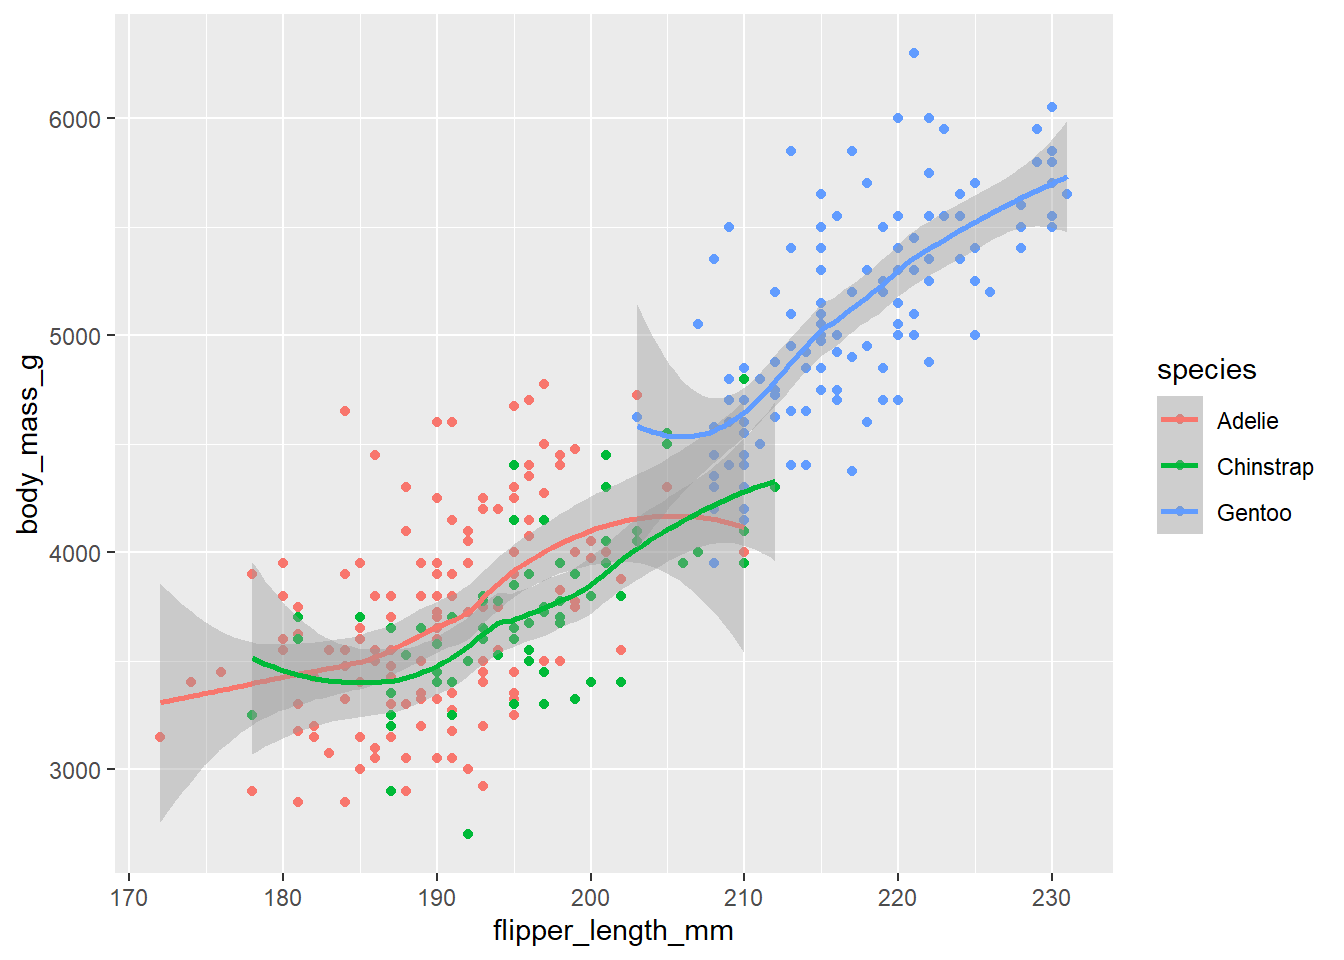 6000
5000
4000
3000
body_mass_g
170 180 190 200 210 220 230
flipper_length_mm
species
Adelie
Chinstrap
Gentoo